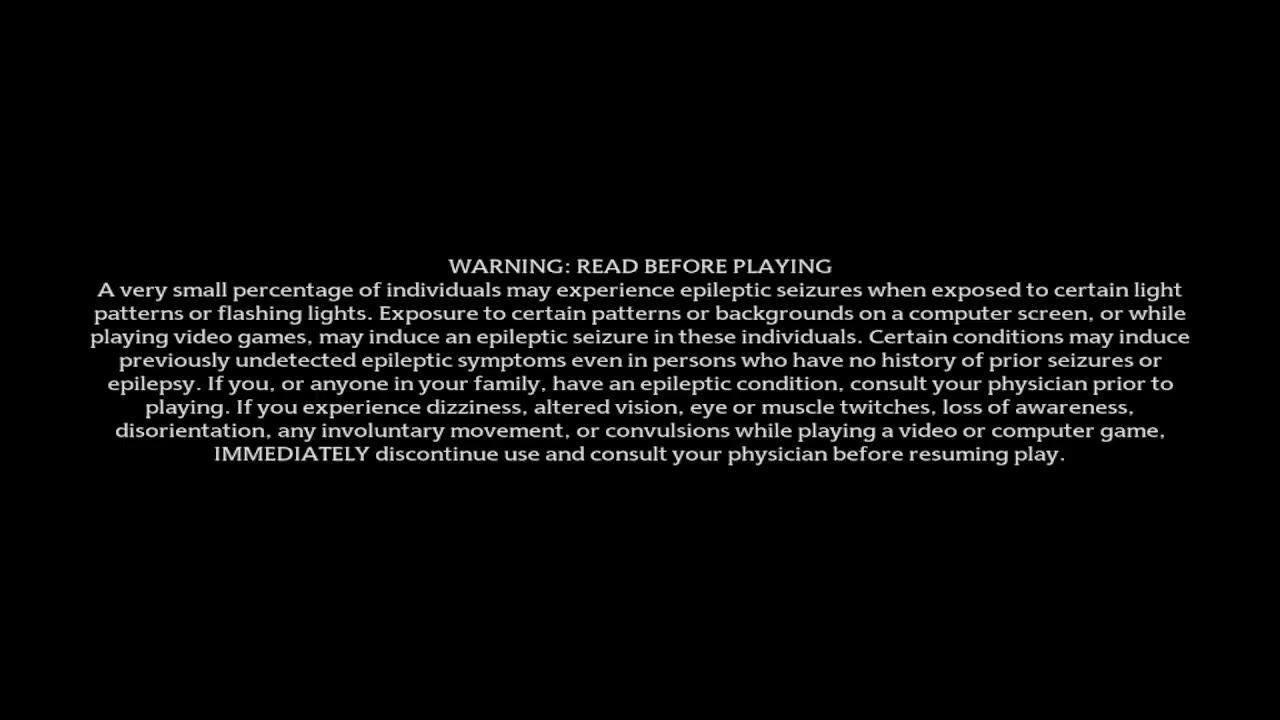 WARNING: READ BEFORE PLAYING
A very small percentage of individuals may experience epileptic seizures when exposed to certain light
patterns or flashing lights. Exposure to certain patterns or backgrounds on a computer screen, or while
playing video games, may induce an epileptic seizure in these individuals. Certain conditions may induce
previously undetected epileptic symptoms even in persons who have no history of prior seizures or
epilepsy. If you, or anyone in your family, have an epileptic condition, consult your physician prior to
playing. If you experience dizziness, altered vision, eye or muscle twitches, loss of awareness,
disorientation, any involuntary movement, or convulsions while playing a video or computer game,
IMMEDIATELY discontinue use and consult your physician before resuming play.